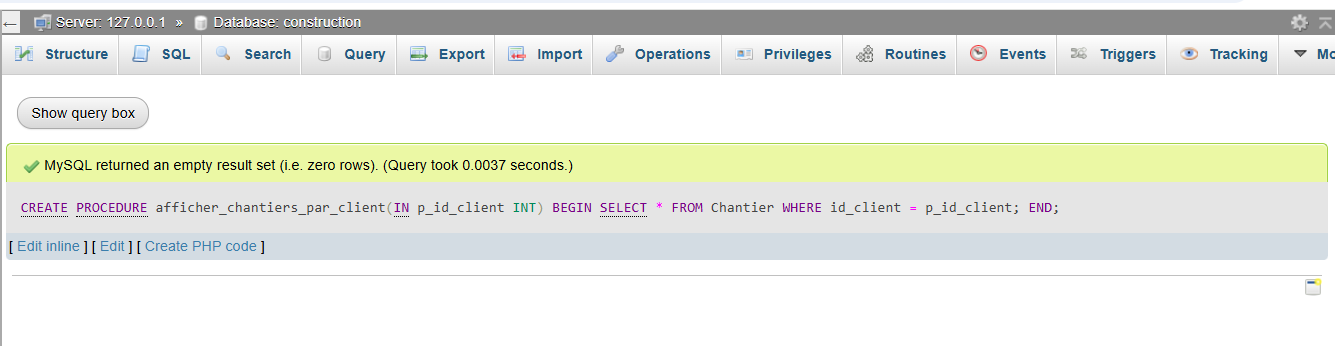 ← Server: 127.0.0.1 » Database: construction
Structure SQL Search Query Export Import Operations Privileges Routines Events Triggers Tracking Mo
Show query box
MySQL returned an empty result set (i.e. zero rows). (Query took 0.0037 seconds.)
CREATE PROCEDURE afficher_chantiers_par_client(IN p_id_client INT) BEGIN SELECT * FROM Chantier WHERE id_client = p_id_client; END;
[ Edit inline ] [ Edit ] [ Create PHP code ]